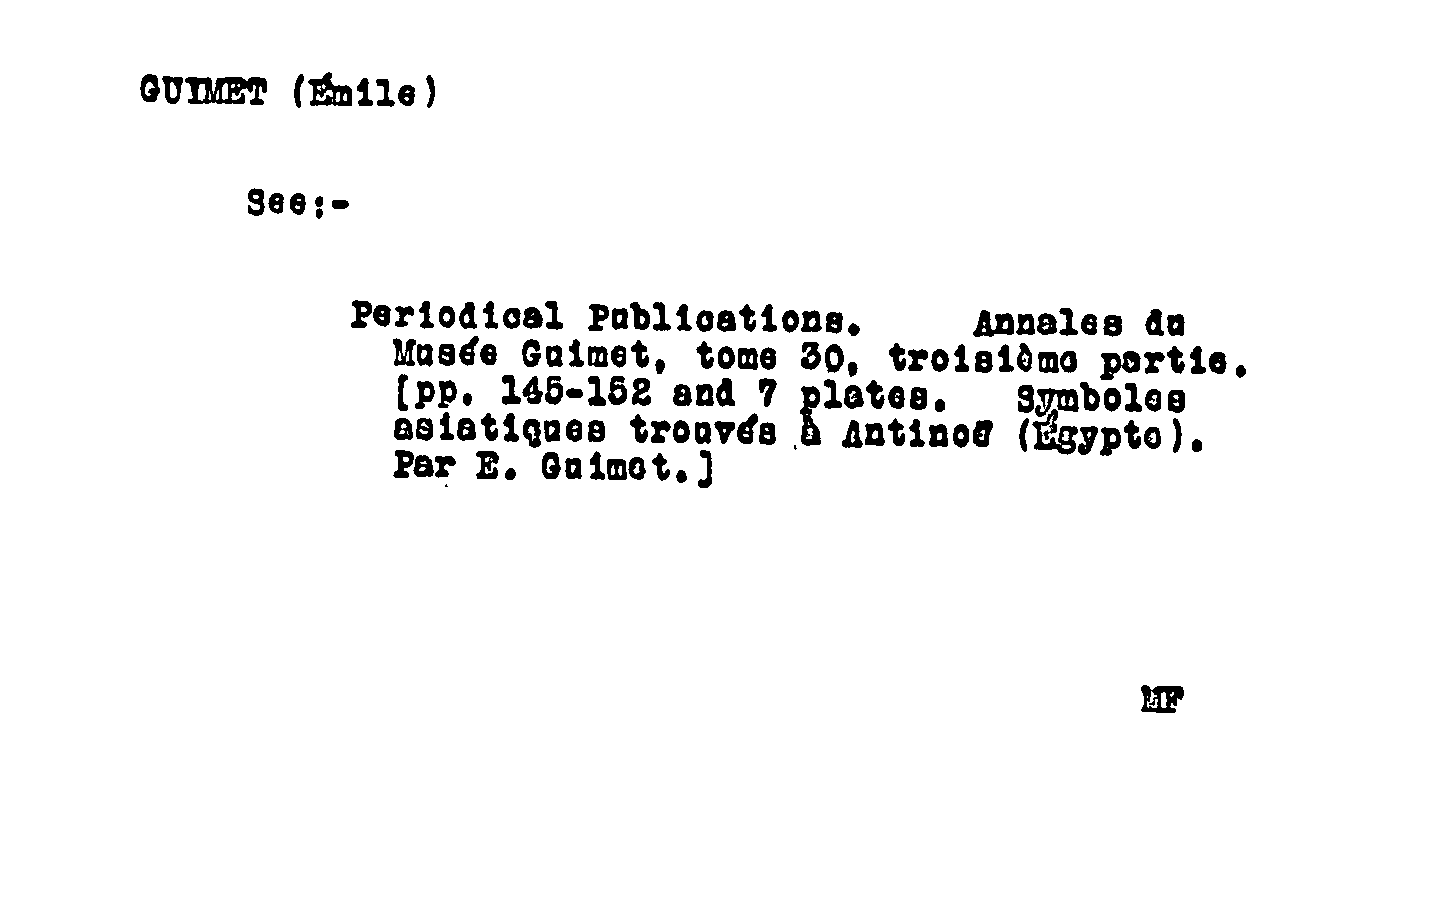 GUIMET (Émile)
See:-
Periodical Publications. Annales du
Musée Guimet, tome 30, troisième partie.
[pp. 145-152 and 7 plates. Symboles
asiatiques trouvés à Antinoë (Égypte).
Par E. Guimet.]
MF